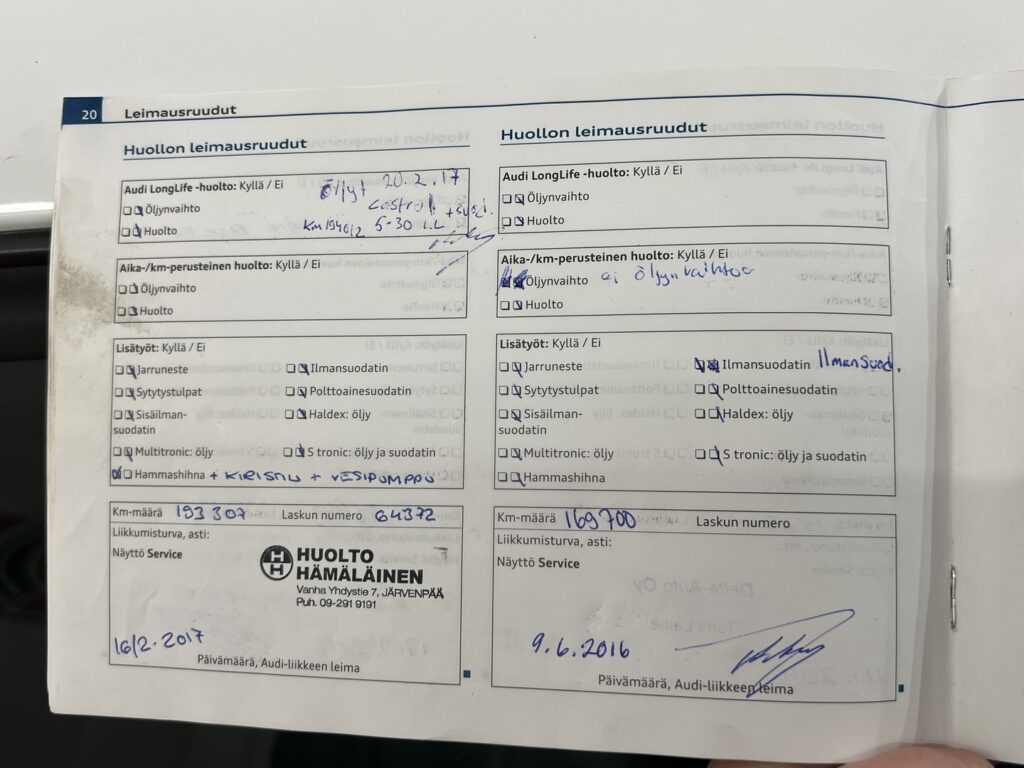 20 Leimausruudut
Huollon leimausruudut
Audi LongLife -huolto: Kyllä / Ei
Öljyt 20.2.17
Öljynvaihto
castrol
Huolto
km 194612 5-30 LL
Aika-/km-perusteinen huolto: Kyllä / Ei
Öljynvaihto
Huolto
Lisätyöt: Kyllä / Ei
Jarruneste Ilmansuodatin
Sytytystulpat Polttoainesuodatin
Sisäilman- Haldex: öljy
suodatin
Multitronic: öljy S tronic: öljy ja suodatin
Hammashihna + KIRISTIN + VESIPUMPPU
Km-määrä 193 307 Laskun numero 64372
Liikkumisturva, asti:
Näyttö Service
HH HUOLTO
HÄMÄLÄINEN
Vanha Yhdystie 7, JÄRVENPÄÄ
Puh. 09-291 9191
16/2-2017
Päivämäärä, Audi-liikkeen leima
Huollon leimausruudut
Audi LongLife -huolto: Kyllä / Ei
Öljynvaihto
Huolto
Aika-/km-perusteinen huolto: Kyllä / Ei
Öljynvaihto ei öljynvaihtoa
Huolto
Lisätyöt: Kyllä / Ei
Jarruneste Ilmansuodatin Ilmansuod.
Sytytystulpat Polttoainesuodatin
Sisäilman- Haldex: öljy
suodatin
Multitronic: öljy S tronic: öljy ja suodatin
Hammashihna
Km-määrä 169700 Laskun numero
Liikkumisturva, asti:
Näyttö Service
9.6.2016
Päivämäärä, Audi-liikkeen leima